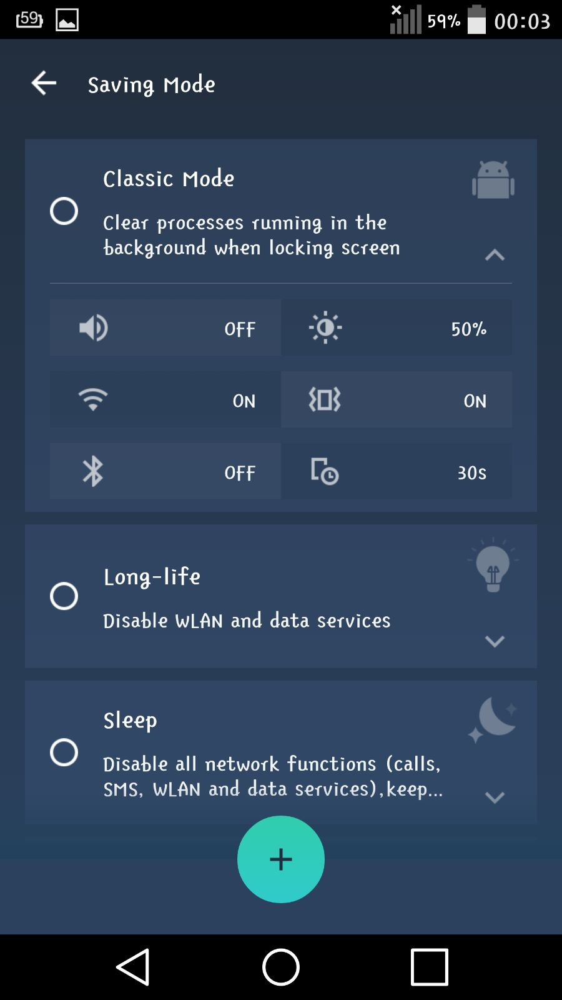 59
59%
00:03
Saving Mode
Classic Mode
Clear processes running in the
background when locking screen
OFF
50%
ON
ON
OFF
30s
Long-life
Disable WLAN and data services
Sleep
Disable all network functions (calls,
SMS, WLAN and data services),keep...